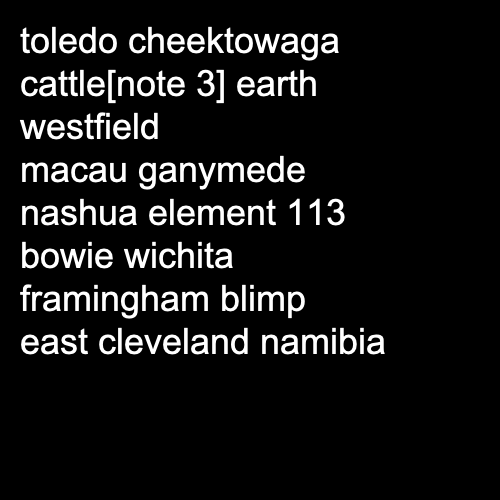 toledo cheektowaga
cattle[note 3] earth
westfield
macau ganymede
nashua element 113
bowie wichita
framingham blimp
east cleveland namibia